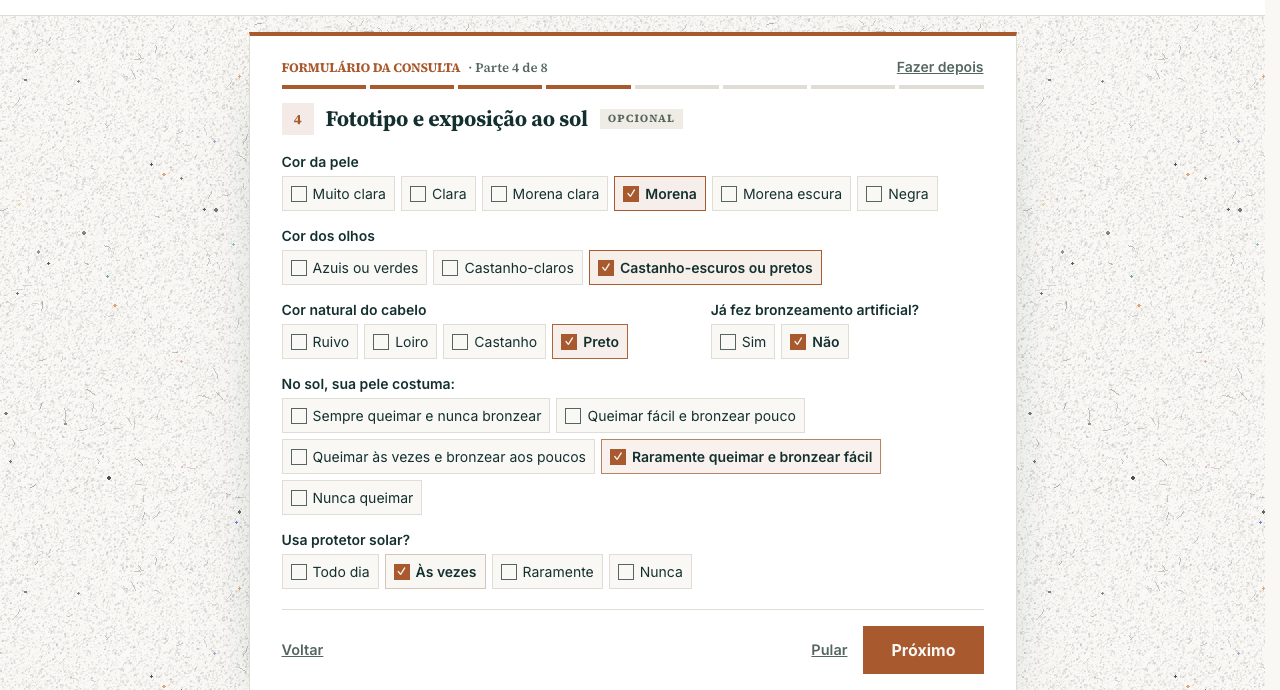 FORMULÁRIO DA CONSULTA · Parte 4 de 8 Fazer depois
4 Fototipo e exposição ao sol OPCIONAL
Cor da pele
Muito clara Clara Morena clara Morena Morena escura Negra
Cor dos olhos
Azuis ou verdes Castanho-claros Castanho-escuros ou pretos
Cor natural do cabelo Já fez bronzeamento artificial?
Ruivo Loiro Castanho Preto Sim Não
No sol, sua pele costuma:
Sempre queimar e nunca bronzear Queimar fácil e bronzear pouco
Queimar às vezes e bronzear aos poucos Raramente queimar e bronzear fácil
Nunca queimar
Usa protetor solar?
Todo dia Às vezes Raramente Nunca
Voltar Pular Próximo